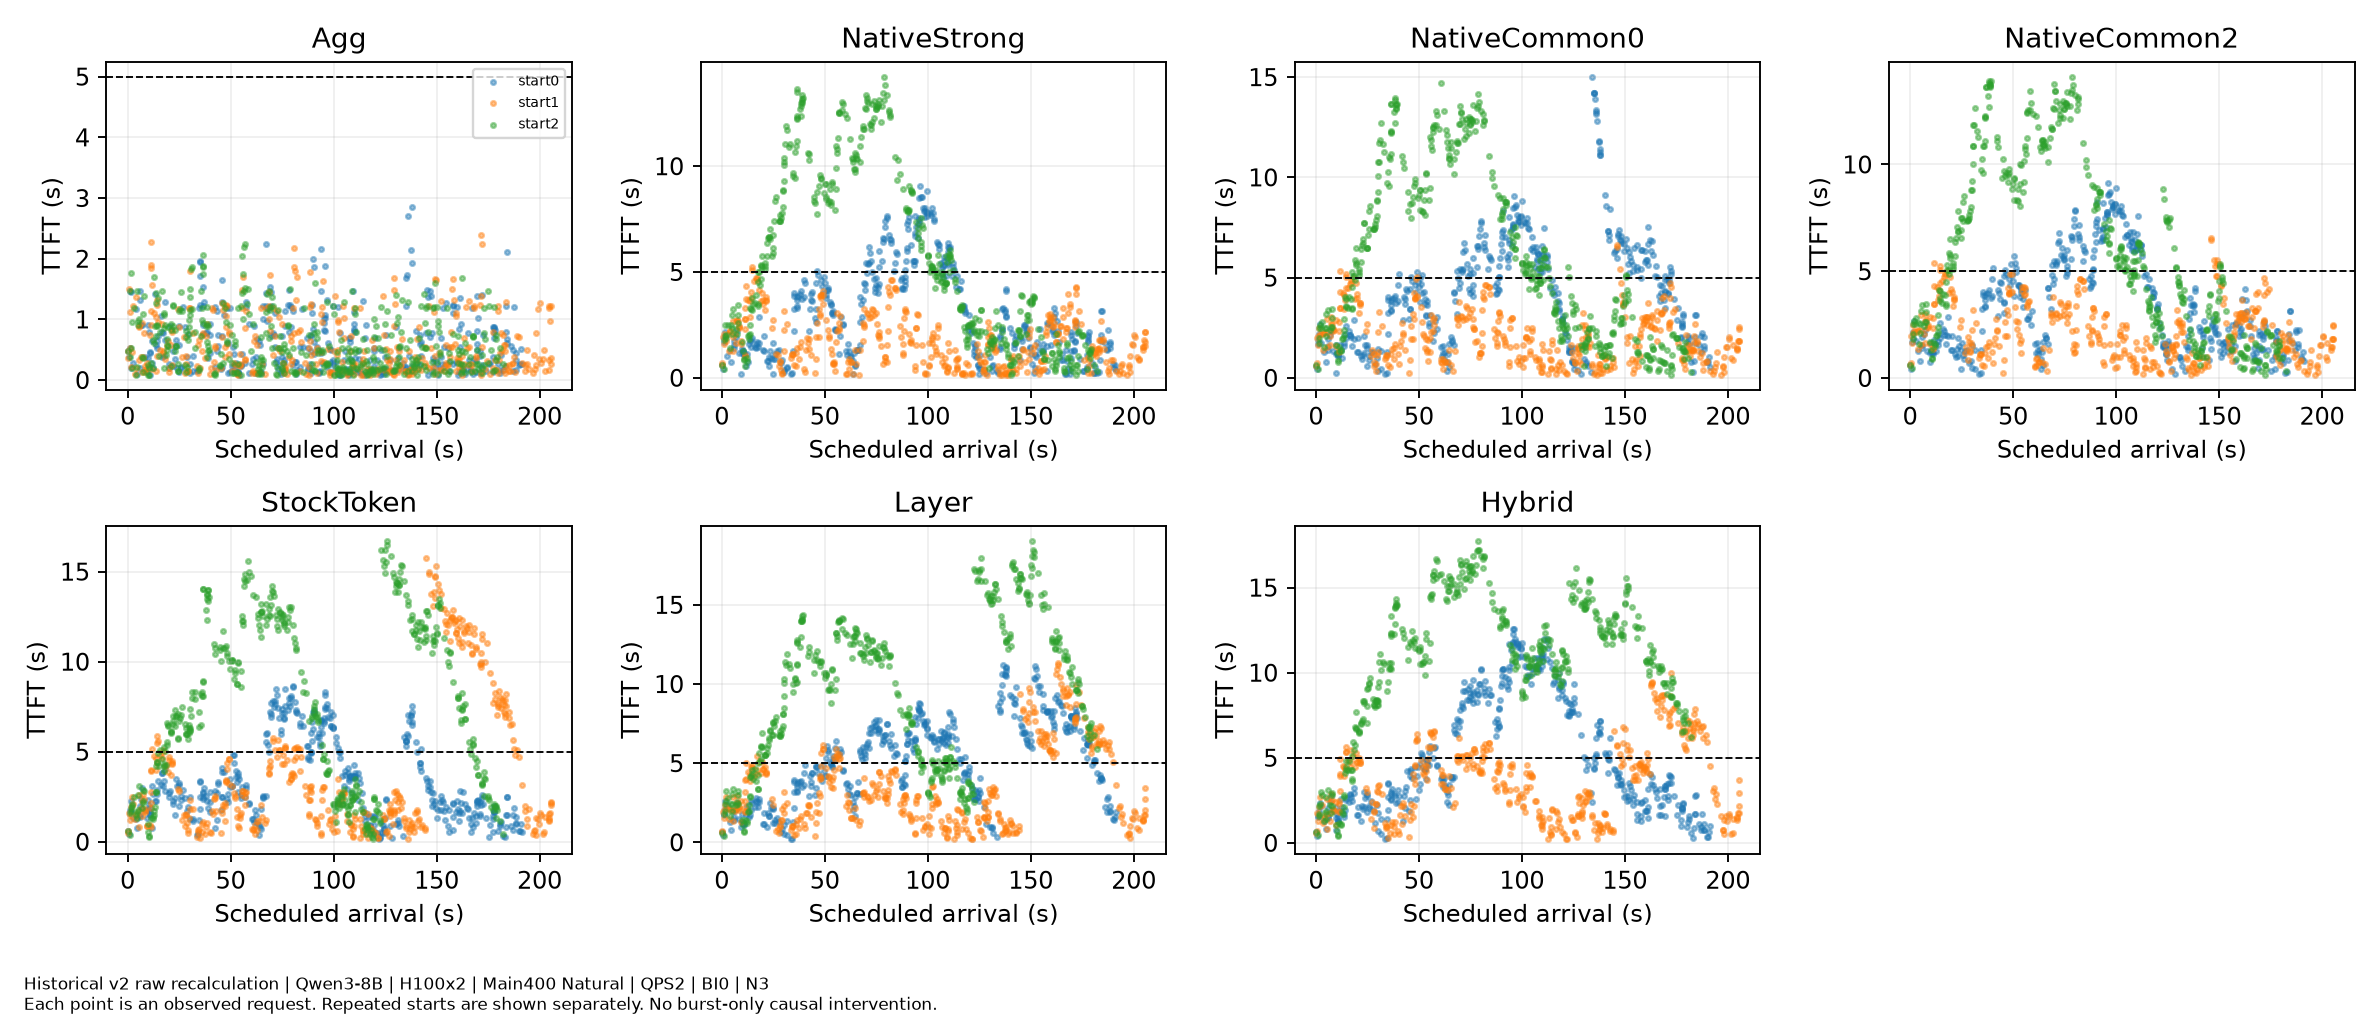 Agg
TTFT (s)
5
4
3
2
1
0
start0
start1
start2
0 50 100 150 200
Scheduled arrival (s)
NativeStrong
TTFT (s)
10
5
0
0 50 100 150 200
Scheduled arrival (s)
NativeCommon0
TTFT (s)
15
10
5
0
0 50 100 150 200
Scheduled arrival (s)
NativeCommon2
TTFT (s)
10
5
0
0 50 100 150 200
Scheduled arrival (s)
StockToken
TTFT (s)
15
10
5
0
0 50 100 150 200
Scheduled arrival (s)
Layer
TTFT (s)
15
10
5
0
0 50 100 150 200
Scheduled arrival (s)
Hybrid
TTFT (s)
15
10
5
0
0 50 100 150 200
Scheduled arrival (s)
Historical v2 raw recalculation | Qwen3-8B | H100x2 | Main400 Natural | QPS2 | BI0 | N3
Each point is an observed request. Repeated starts are shown separately. No burst-only causal intervention.